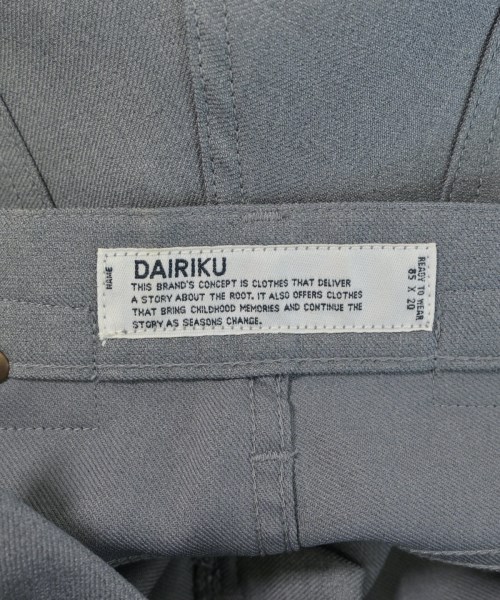 NAME
DAIRIKU
THIS BRAND'S CONCEPT IS CLOTHES THAT DELIVER
A STORY ABOUT THE ROOT. IT ALSO OFFERS CLOTHES
THAT BRING CHILDHOOD MEMORIES AND CONTINUE THE
STORY AS SEASONS CHANGE.
READY TO WEAR
85 X 20